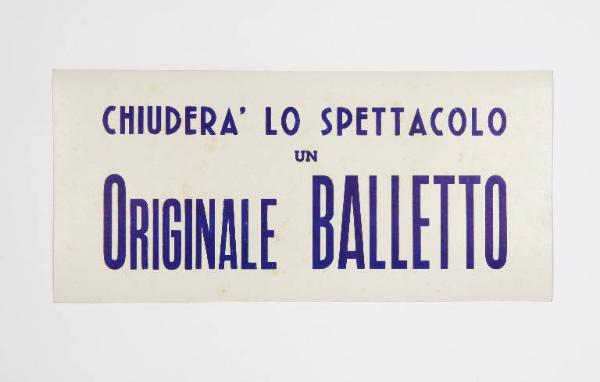 CHIUDERA' LO SPETTACOLO
UN
ORIGINALE BALLETTO